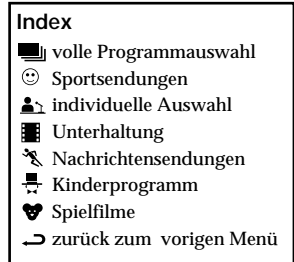 Index
volle Programmauswahl
Sportsendungen
individuelle Auswahl
Unterhaltung
Nachrichtensendungen
Kinderprogramm
Spielfilme
zurück zum vorigen Menü